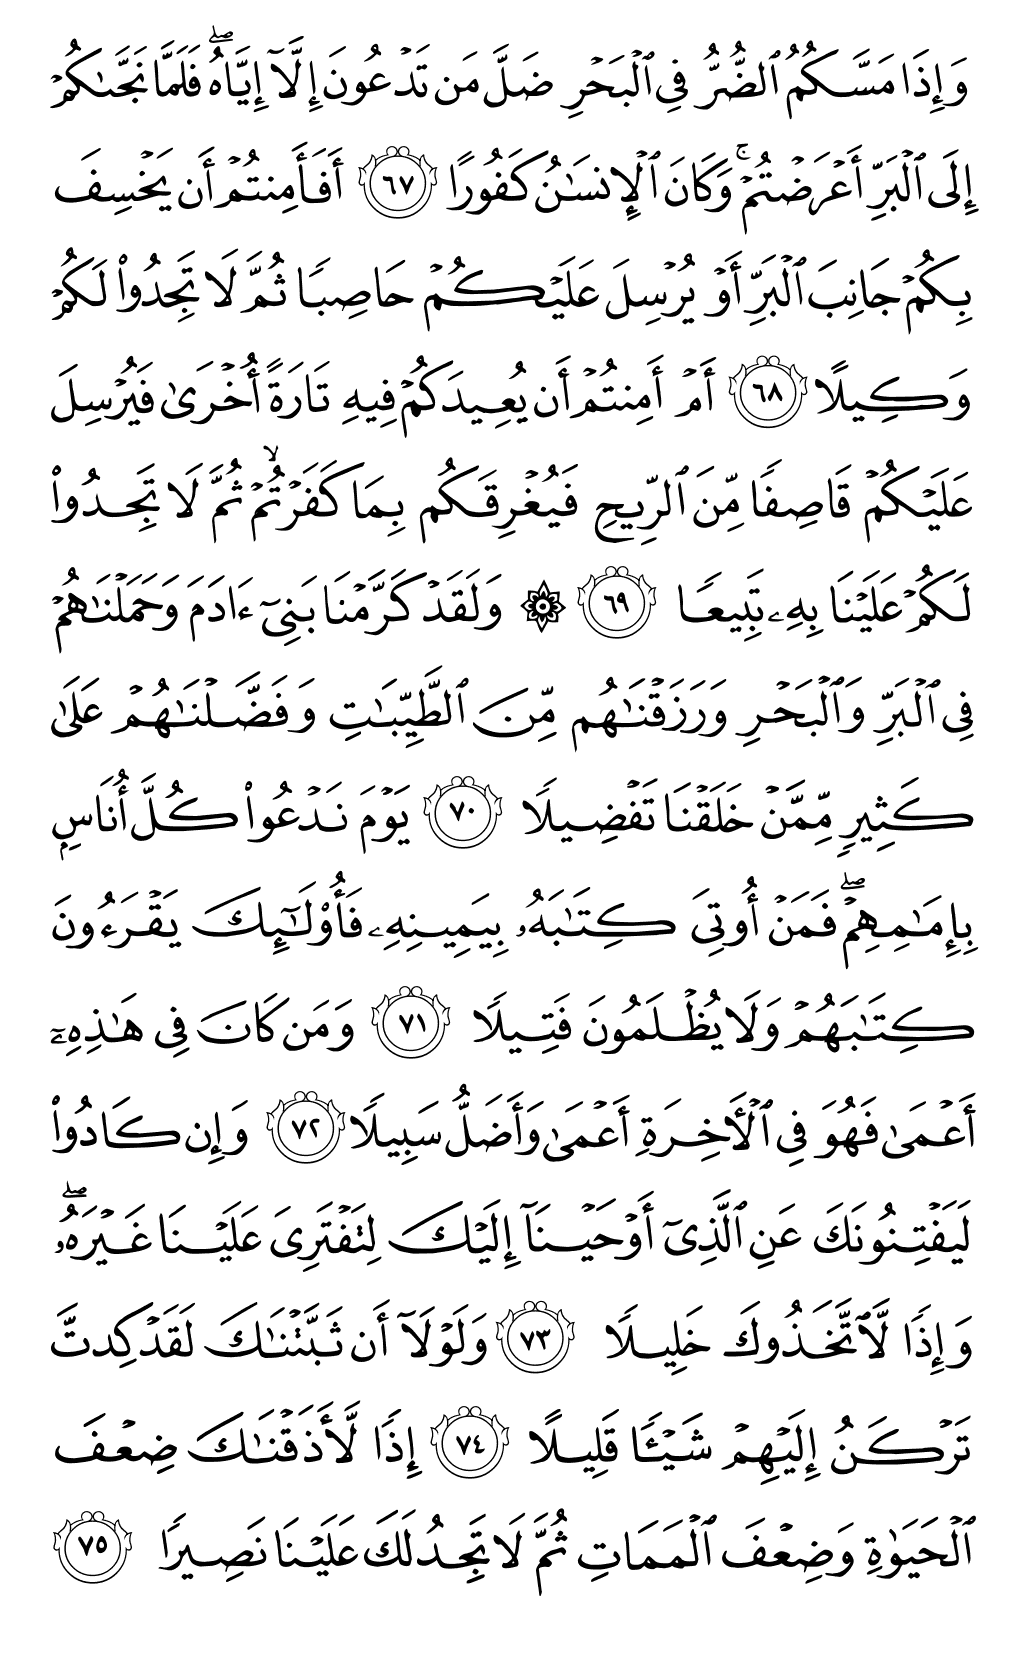 وَإِذَا مَسَّكُمُ ٱلضُّرُّ فِى ٱلْبَحْرِ ضَلَّ مَن تَدْعُونَ إِلَّآ إِيَّاهُ ۖ فَلَمَّا نَجَّىٰكُمْ
إِلَى ٱلْبَرِّ أَعْرَضْتُمْ ۚ وَكَانَ ٱلْإِنسَـٰنُ كَفُورًا ٦٧ أَفَأَمِنتُمْ أَن يَخْسِفَ
بِكُمْ جَانِبَ ٱلْبَرِّ أَوْ يُرْسِلَ عَلَيْكُمْ حَاصِبًا ثُمَّ لَا تَجِدُوا۟ لَكُمْ
وَكِيلًا ٦٨ أَمْ أَمِنتُمْ أَن يُعِيدَكُمْ فِيهِ تَارَةً أُخْرَىٰ فَيُرْسِلَ
عَلَيْكُمْ قَاصِفًا مِّنَ ٱلرِّيحِ فَيُغْرِقَكُم بِمَا كَفَرْتُمْ ۙ ثُمَّ لَا تَجِدُوا۟
لَكُمْ عَلَيْنَا بِهِۦ تَبِيعًا ٦٩ ۞ وَلَقَدْ كَرَّمْنَا بَنِىٓ ءَادَمَ وَحَمَلْنَـٰهُمْ
فِى ٱلْبَرِّ وَٱلْبَحْرِ وَرَزَقْنَـٰهُم مِّنَ ٱلطَّيِّبَـٰتِ وَفَضَّلْنَـٰهُمْ عَلَىٰ
كَثِيرٍ مِّمَّنْ خَلَقْنَا تَفْضِيلًا ٧٠ يَوْمَ نَدْعُوا۟ كُلَّ أُنَاسٍۭ
بِإِمَـٰمِهِمْ ۖ فَمَنْ أُوتِىَ كِتَـٰبَهُۥ بِيَمِينِهِۦ فَأُو۟لَـٰٓئِكَ يَقْرَءُونَ
كِتَـٰبَهُمْ وَلَا يُظْلَمُونَ فَتِيلًا ٧١ وَمَن كَانَ فِى هَـٰذِهِۦٓ
أَعْمَىٰ فَهُوَ فِى ٱلْـَٔاخِرَةِ أَعْمَىٰ وَأَضَلُّ سَبِيلًا ٧٢ وَإِن كَادُوا۟
لَيَفْتِنُونَكَ عَنِ ٱلَّذِىٓ أَوْحَيْنَآ إِلَيْكَ لِتَفْتَرِىَ عَلَيْنَا غَيْرَهُۥ ۖ
وَإِذًا لَّٱتَّخَذُوكَ خَلِيلًا ٧٣ وَلَوْلَآ أَن ثَبَّتْنَـٰكَ لَقَدْ كِدتَّ
تَرْكَنُ إِلَيْهِمْ شَيْـًٔا قَلِيلًا ٧٤ إِذًا لَّأَذَقْنَـٰكَ ضِعْفَ
ٱلْحَيَوٰةِ وَضِعْفَ ٱلْمَمَاتِ ثُمَّ لَا تَجِدُ لَكَ عَلَيْنَا نَصِيرًا ٧٥